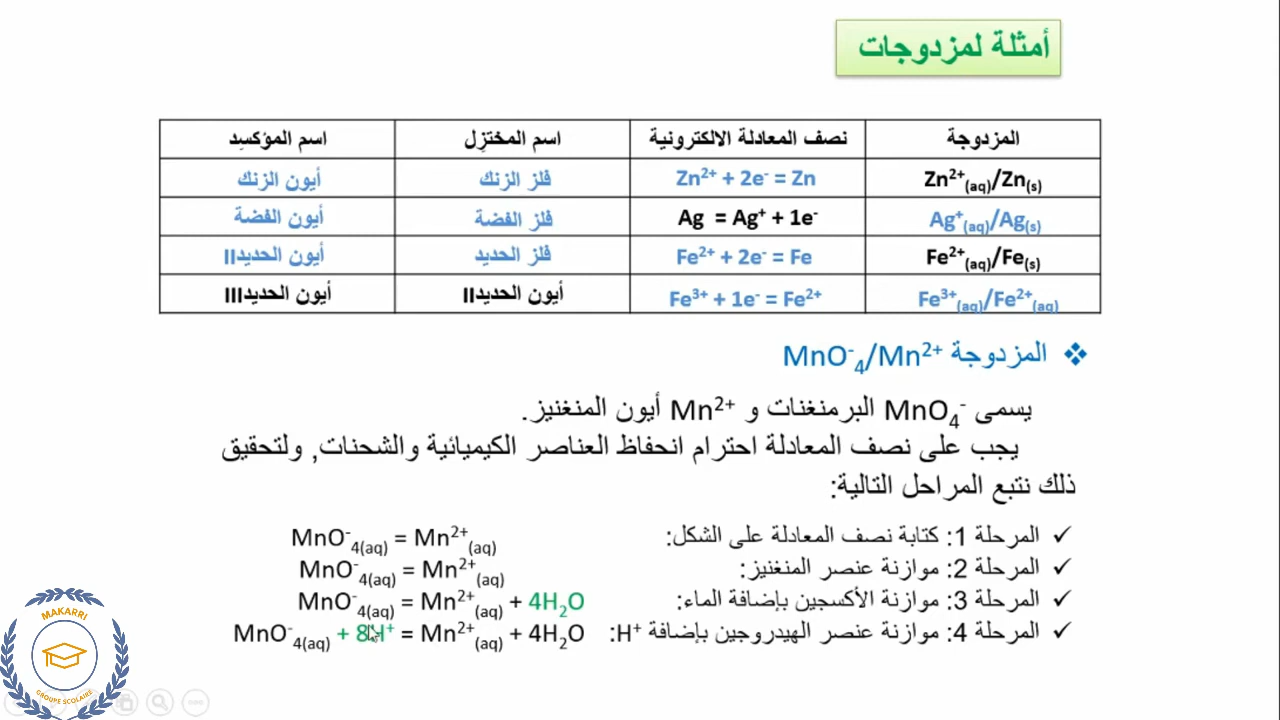 أمثلة لمزدوجات
المزدوجة نصف المعادلة الالكترونية اسم المختزِل اسم المؤكسِد
Zn²⁺₍aq₎/Zn₍s₎ Zn²⁺ + 2e⁻ = Zn فلز الزنك أيون الزنك
Ag⁺₍aq₎/Ag₍s₎ Ag = Ag⁺ + 1e⁻ فلز الفضة أيون الفضة
Fe²⁺₍aq₎/Fe₍s₎ Fe²⁺ + 2e⁻ = Fe فلز الحديد أيون الحديدII
Fe³⁺₍aq₎/Fe²⁺₍aq₎ Fe³⁺ + 1e⁻ = Fe²⁺ أيون الحديدII أيون الحديدIII
❖ المزدوجة MnO⁻₄/Mn²⁺
يسمى MnO₄⁻ البرمنغنات و Mn²⁺ أيون المنغنيز.
يجب على نصف المعادلة احترام انحفاظ العناصر الكيميائية والشحنات, ولتحقيق
ذلك نتبع المراحل التالية:
✓ المرحلة 1: كتابة نصف المعادلة على الشكل: MnO⁻₄₍aq₎ = Mn²⁺₍aq₎
✓ المرحلة 2: موازنة عنصر المنغنيز: MnO⁻₄₍aq₎ = Mn²⁺₍aq₎
✓ المرحلة 3: موازنة الأكسجين بإضافة الماء: MnO⁻₄₍aq₎ = Mn²⁺₍aq₎ + 4H₂O
✓ المرحلة 4: موازنة عنصر الهيدروجين بإضافة H⁺: MnO⁻₄₍aq₎ + 8H⁺ = Mn²⁺₍aq₎ + 4H₂O
MAKARRI
GROUPE SCOLAIRE